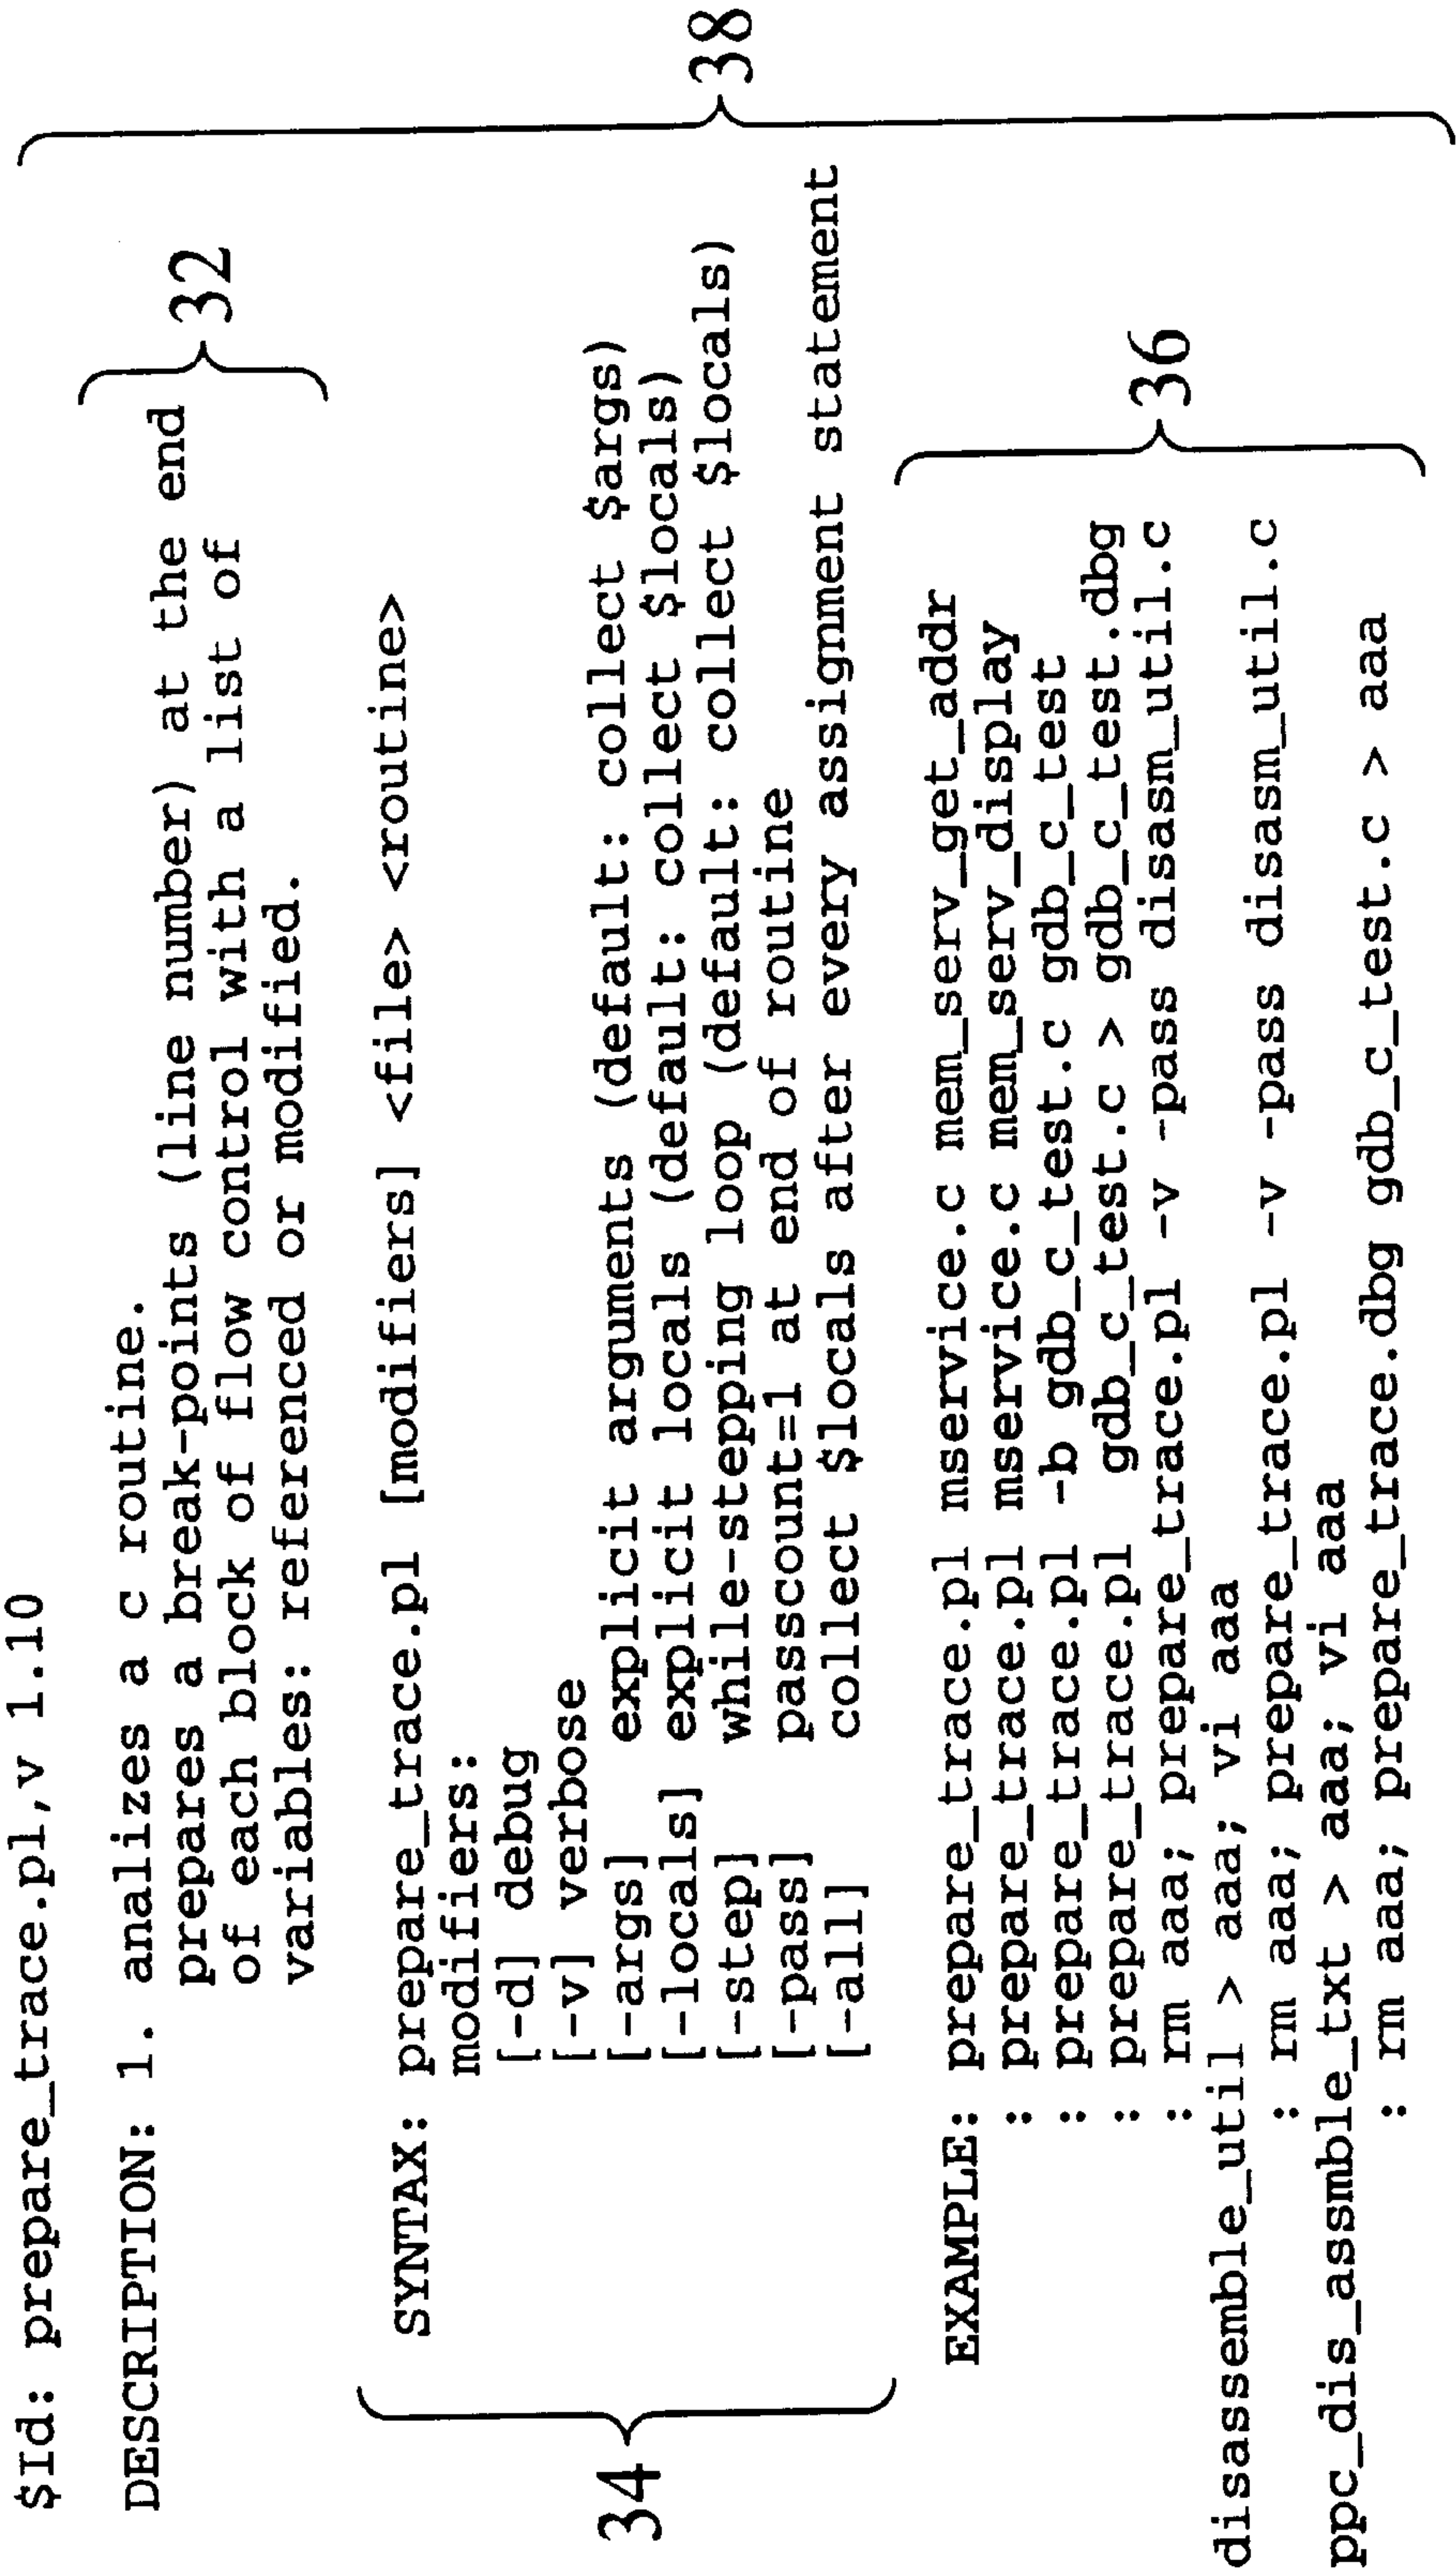 $Id: prepare_trace.pl,v 1.10
DESCRIPTION: 1. analizes a c routine.
prepares a break-points (line number) at the end
of each block of flow control with a list of
variables: referenced or modified.
32
SYNTAX: prepare_trace.pl [modifiers] <file> <routine>
modifiers:
[-d] debug
[-v] verbose
[-args] explicit arguments (default: collect $args)
[-locals] explicit locals (default: collect $locals)
[-step] while-stepping loop (default: collect $locals)
[-pass] passcount=1 at end of routine
[-all] collect $locals after every assignment statement
34
38
EXAMPLE: prepare_trace.pl mservice.c mem_serv_get_addr
: prepare_trace.pl mservice.c mem_serv_display
: prepare_trace.pl -b gdb_c_test.c gdb_c_test
: prepare_trace.pl gdb_c_test.c > gdb_c_test.dbg
: rm aaa; prepare_trace.pl -v -pass disasm_util.c
disassemble_util > aaa; vi aaa
: rm aaa; prepare_trace.pl -v -pass disasm_util.c
ppc_dis_assmble_txt > aaa; vi aaa
: rm aaa; prepare_trace.dbg gdb_c_test.c > aaa
36